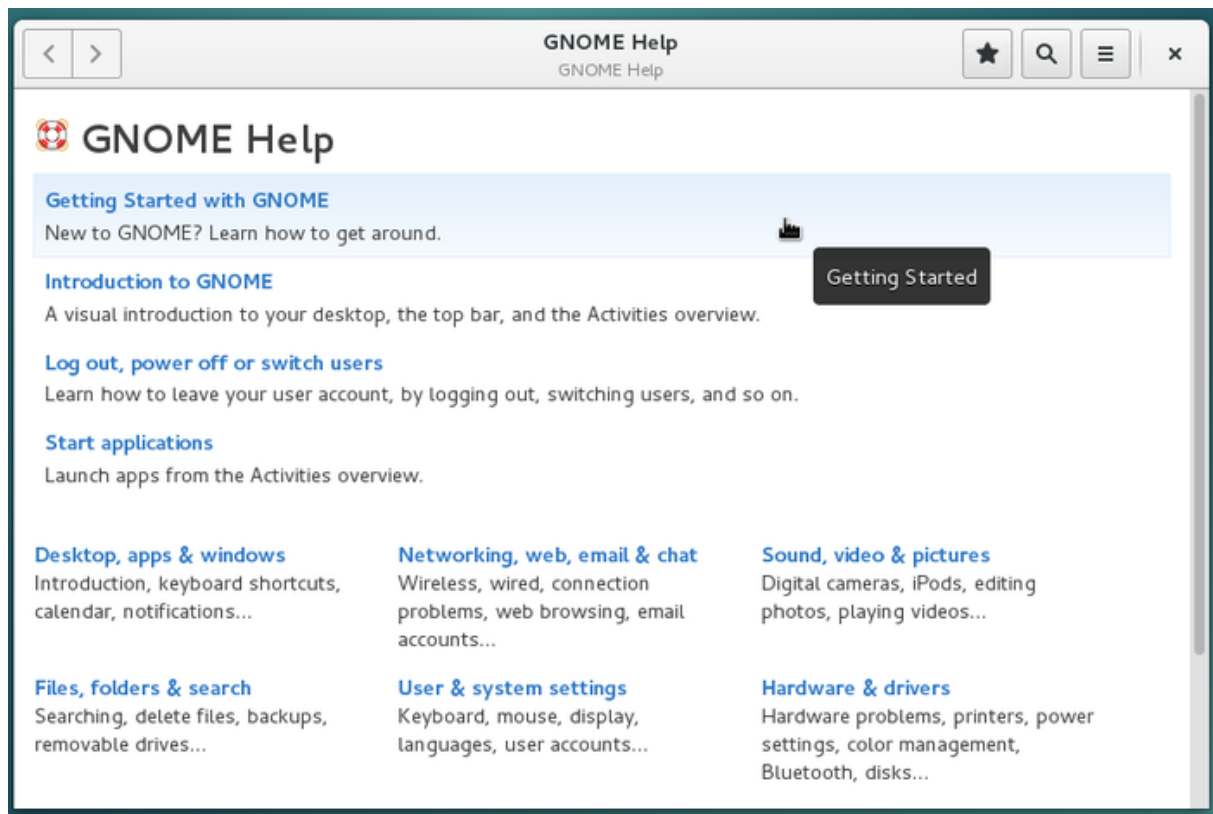 GNOME Help
GNOME Help
GNOME Help
Getting Started with GNOME
New to GNOME? Learn how to get around.
Getting Started
Introduction to GNOME
A visual introduction to your desktop, the top bar, and the Activities overview.
Log out, power off or switch users
Learn how to leave your user account, by logging out, switching users, and so on.
Start applications
Launch apps from the Activities overview.
Desktop, apps & windows
Introduction, keyboard shortcuts,
calendar, notifications...
Networking, web, email & chat
Wireless, wired, connection
problems, web browsing, email
accounts...
Sound, video & pictures
Digital cameras, iPods, editing
photos, playing videos...
Files, folders & search
Searching, delete files, backups,
removable drives...
User & system settings
Keyboard, mouse, display,
languages, user accounts...
Hardware & drivers
Hardware problems, printers, power
settings, color management,
Bluetooth, disks...